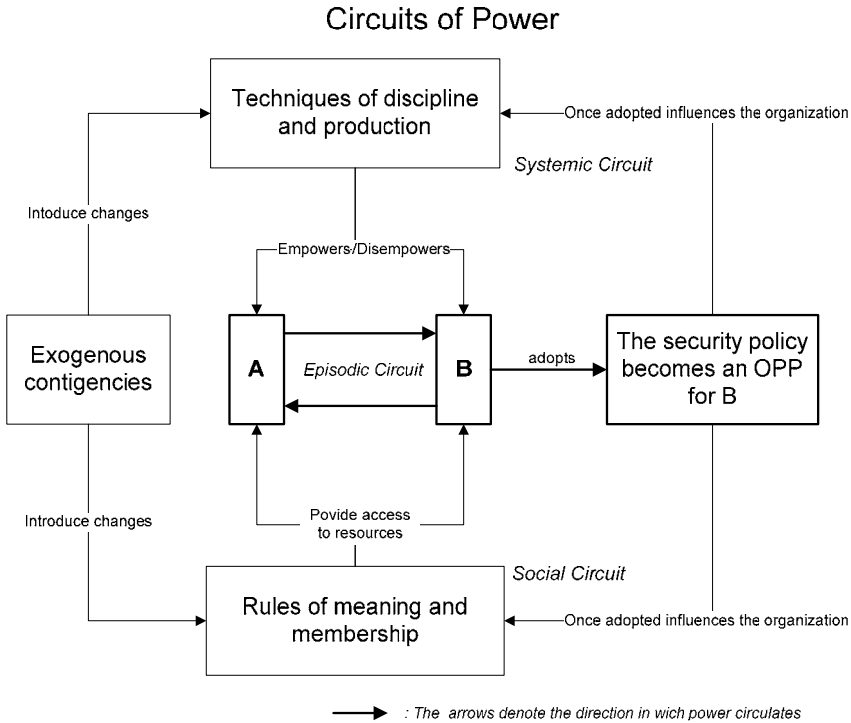 Circuits of Power
Techniques of discipline
and production
Once adopted influences the organization
Systemic Circuit
Intoduce changes
Empowers/Disempowers
Exogenous
contigencies
A
Episodic Circuit
B
adopts
The security policy
becomes an OPP
for B
Introduce changes
Povide access
to resources
Social Circuit
Rules of meaning and
membership
Once adopted influences the organization
: The arrows denote the direction in wich power circulates